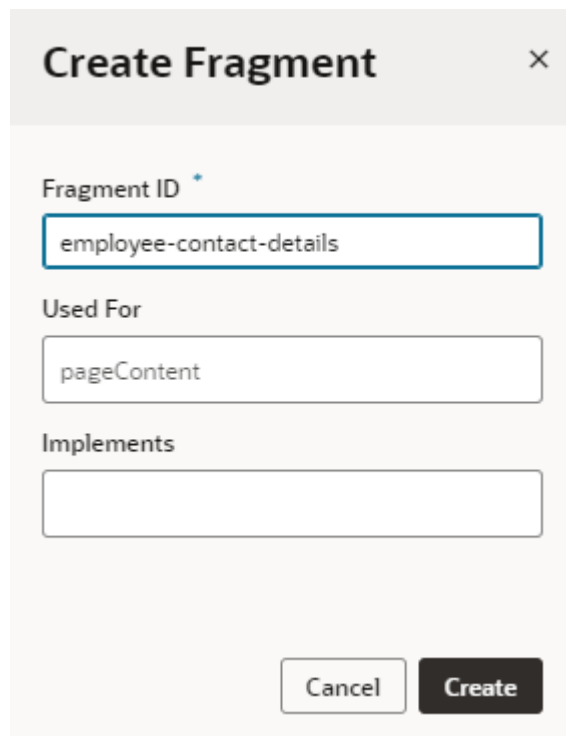 Create Fragment
Fragment ID *
employee-contact-details
Used For
pageContent
Implements
Cancel Create